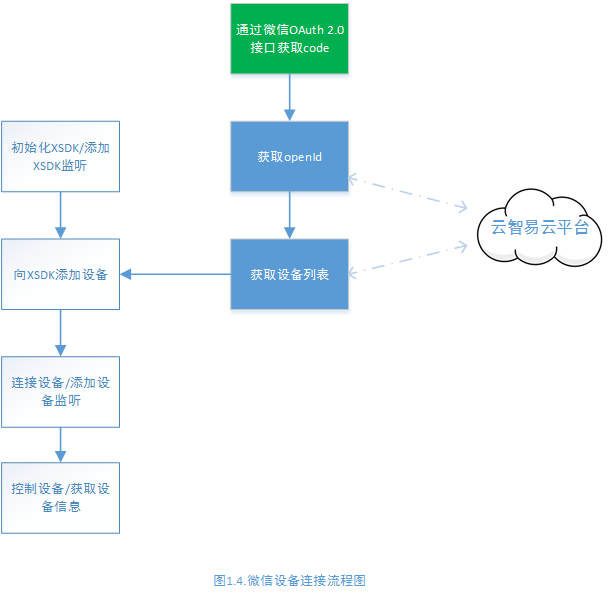 通过微信OAuth 2.0
接口获取code
初始化XSDK/添加
XSDK监听
获取openId
云智易云平台
向XSDK添加设备
获取设备列表
连接设备/添加设
备监听
控制设备/获取设
备信息
图1.4.微信设备连接流程图